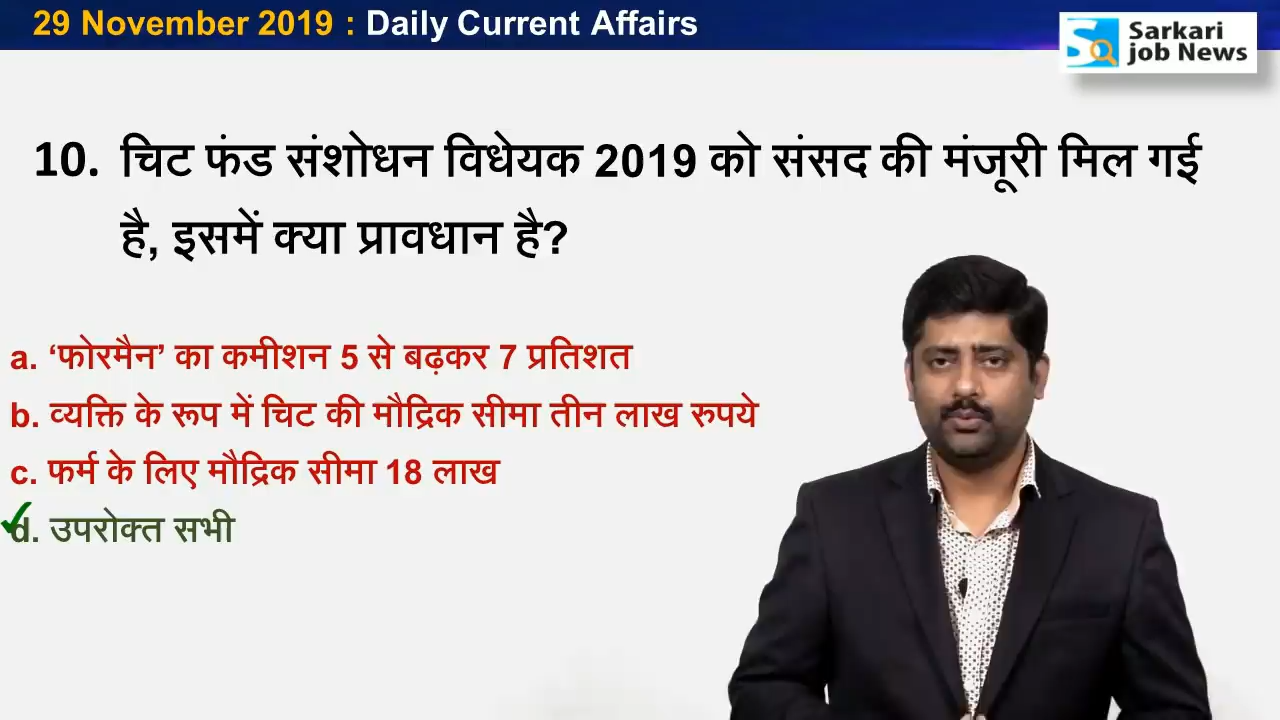 29 November 2019 : Daily Current Affairs
Sarkari
job News
10. चिट फंड संशोधन विधेयक 2019 को संसद की मंजूरी मिल गई
है, इसमें क्या प्रावधान है?
a. ‘फोरमैन’ का कमीशन 5 से बढ़कर 7 प्रतिशत
b. व्यक्ति के रूप में चिट की मौद्रिक सीमा तीन लाख रुपये
c. फर्म के लिए मौद्रिक सीमा 18 लाख
d. उपरोक्त सभी